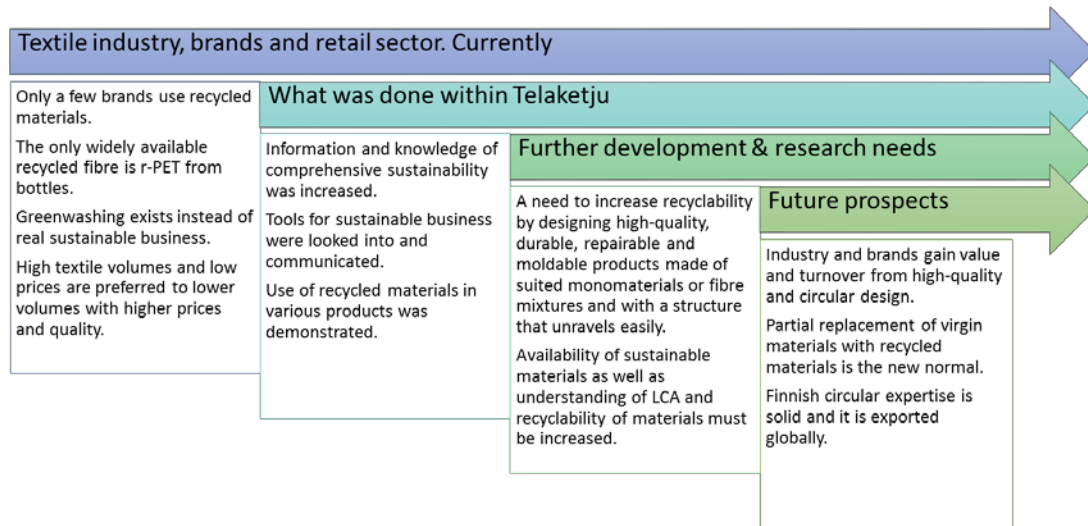 Textile industry, brands and retail sector. Currently
Only a few brands use recycled
materials.
The only widely available
recycled fibre is r-PET from
bottles.
Greenwashing exists instead of
real sustainable business.
High textile volumes and low
prices are preferred to lower
volumes with higher prices
and quality.
What was done within Telaketju
Information and knowledge of
comprehensive sustainability
was increased.
Tools for sustainable business
were looked into and
communicated.
Use of recycled materials in
various products was
demonstrated.
Further development & research needs
A need to increase recyclability
by designing high-quality,
durable, repairable and
moldable products made of
suited monomaterials or fibre
mixtures and with a structure
that unravels easily.
Availability of sustainable
materials as well as
understanding of LCA and
recyclability of materials must
be increased.
Future prospects
Industry and brands gain value
and turnover from high-quality
and circular design.
Partial replacement of virgin
materials with recycled
materials is the new normal.
Finnish circular expertise is
solid and it is exported
globally.